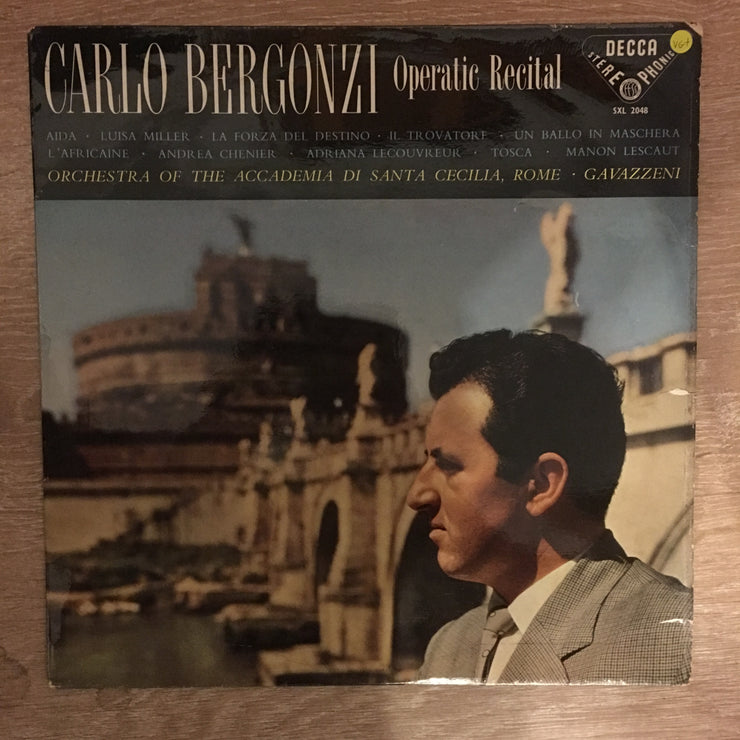 CARLO BERGONZI Operatic Recital
DECCA
STEREOPHONIC
SXL 2048
VG+
AIDA · LUISA MILLER · LA FORZA DEL DESTINO · IL TROVATORE · UN BALLO IN MASCHERA
L'AFRICAINE · ANDREA CHENIER · ADRIANA LECOUVREUR · TOSCA · MANON LESCAUT
ORCHESTRA OF THE ACCADEMIA DI SANTA CECILIA, ROME · GAVAZZENI